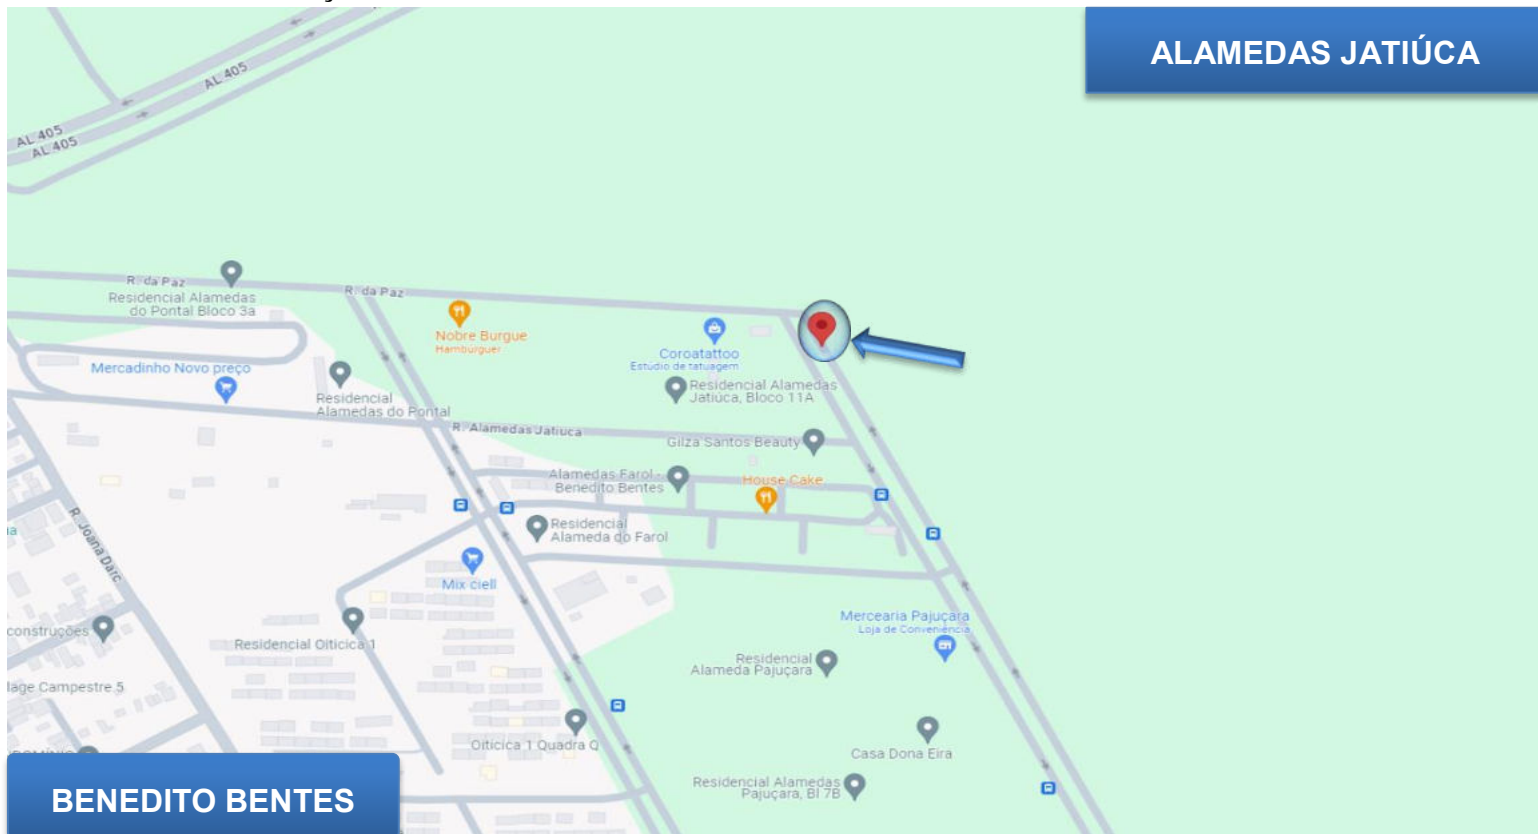 ALAMEDAS JATIÚCA
AL 405
AL 405
AL 405
R. da Paz
Residencial Alamedas
do Pontal Bloco 3a
R. da Paz
Nobre Burgue
Hambúrguer
Coroatattoo
Estúdio de tatuagem
Mercadinho Novo preço
Residencial
Alamedas do Pontal
Residencial Alamedas
Jatiúca, Bloco 11A
R. Alamedas Jatiuca
Gilza Santos Beauty
Alamedas Farol -
Benedito Bentes
House Cake
R. Joana Darc
Residencial
Alameda do Farol
Mix ciell
Mercearia Pajuçara
Loja de Conveniência
construções
Residencial Oiticica 1
Residencial
Alameda Pajuçara
lage Campestre 5
Oiticica 1 Quadra Q
Casa Dona Eira
Residencial Alamedas
Pajuçara, Bl 7B
BENEDITO BENTES